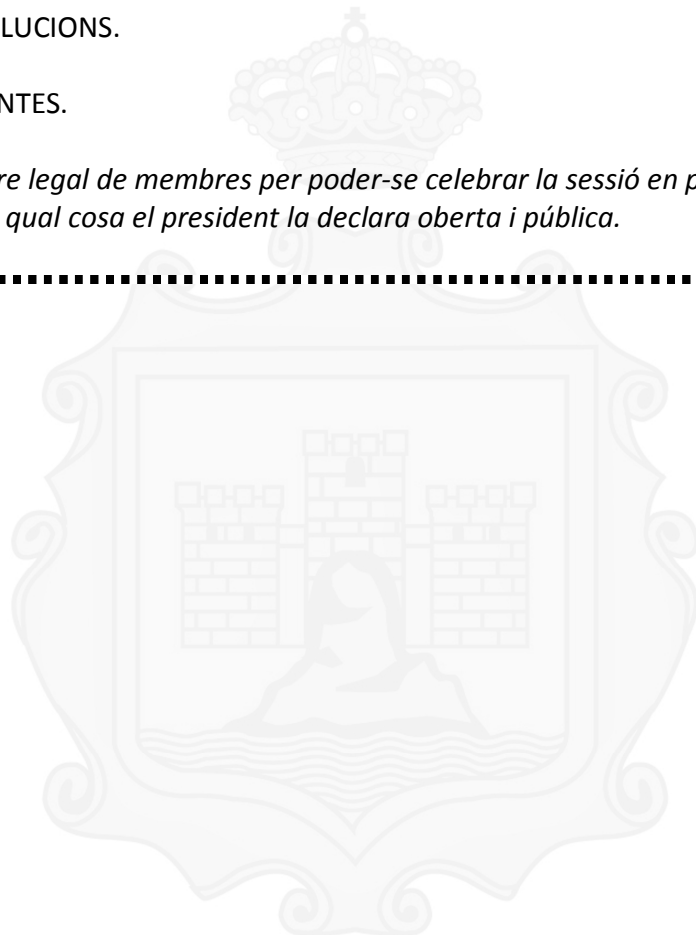 LUCIONS.
NTES.
re legal de membres per poder-se celebrar la sessió en p
qual cosa el president la declara oberta i pública.